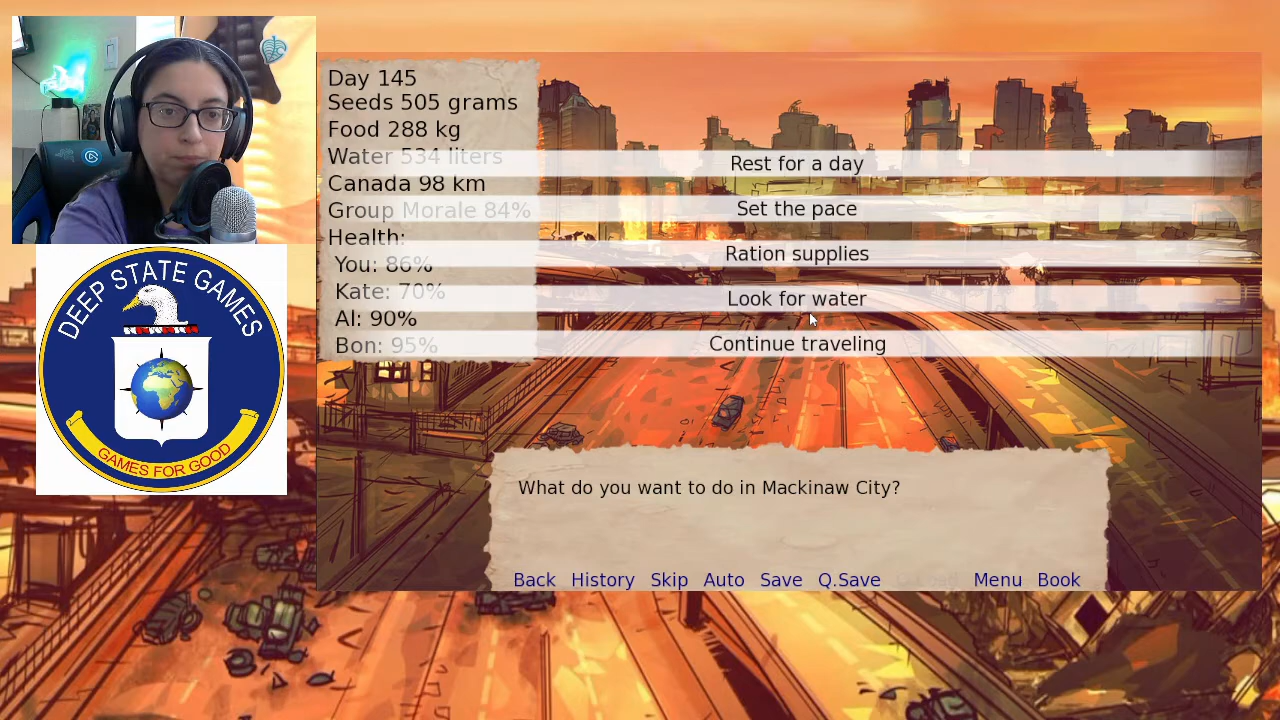 DEEP STATE GAMES
GAMES FOR GOOD
Day 145
Seeds 505 grams
Food 288 kg
Water 534 liters
Canada 98 km
Group Morale 84%
Health:
You: 86%
Kate: 70%
Al: 90%
Bon: 95%
Rest for a day
Set the pace
Ration supplies
Look for water
Continue traveling
What do you want to do in Mackinaw City?
Back History Skip Auto Save Q.Save Q.Load Menu Book